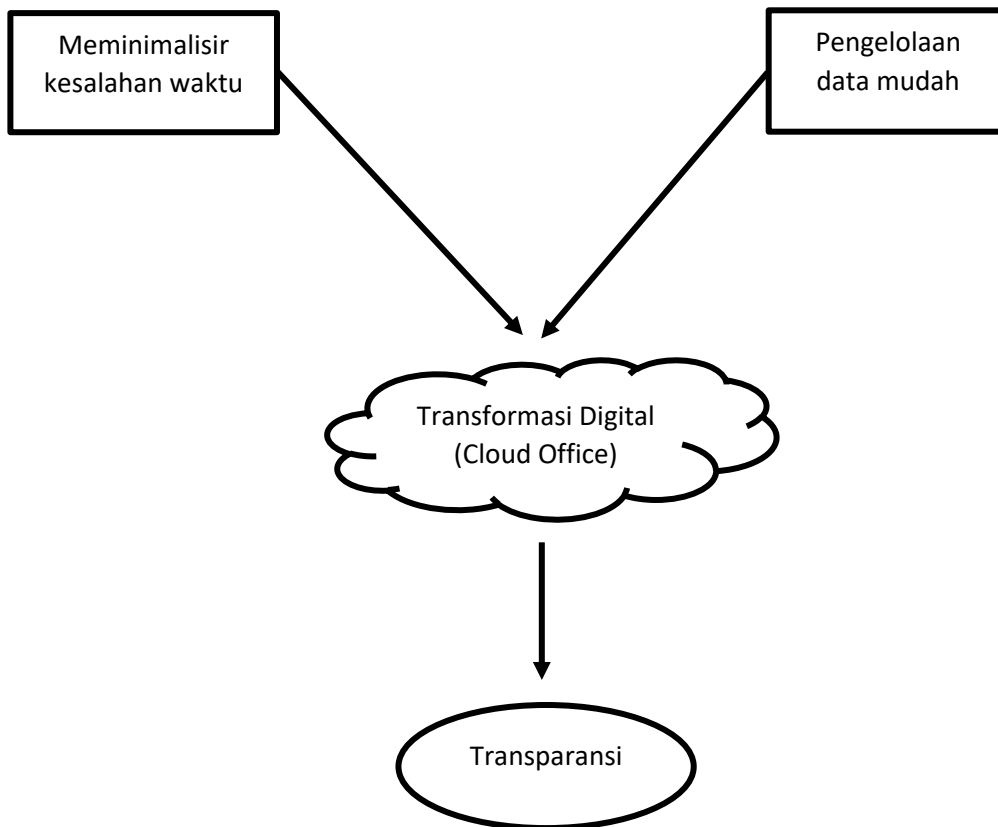 Meminimalisir
kesalahan waktu
Pengelolaan
data mudah
Transformasi Digital
(Cloud Office)
Transparansi